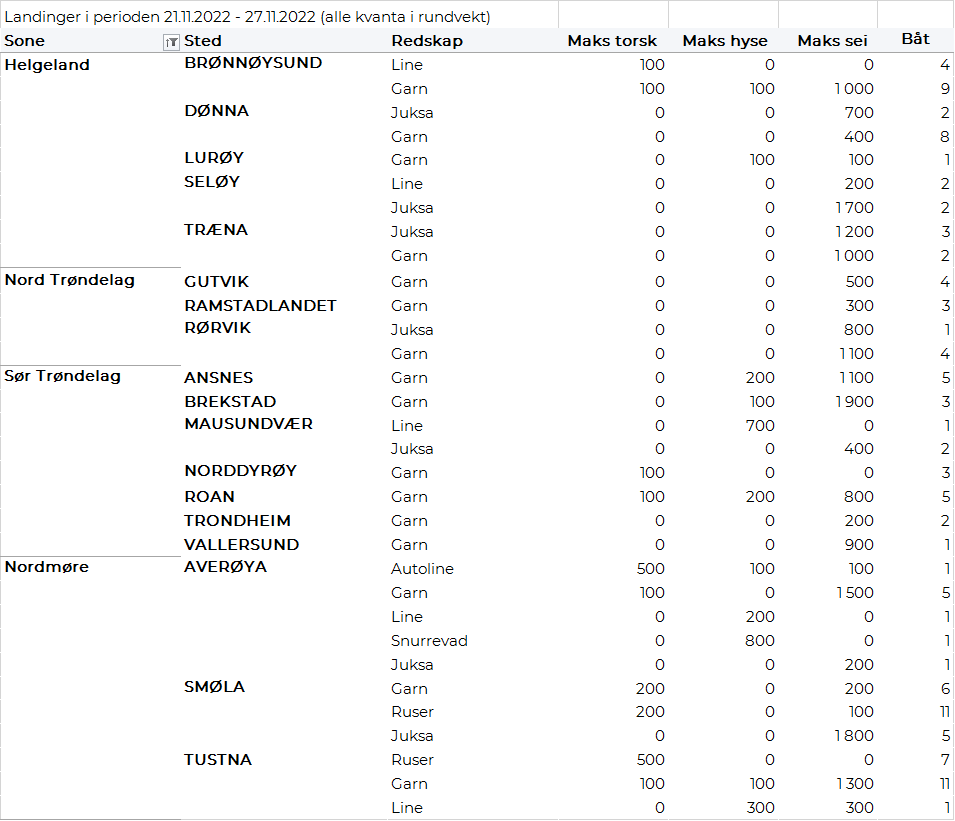 Landinger i perioden 21.11.2022 - 27.11.2022 (alle kvanta i rundvekt)
Sone Sted Redskap Maks torsk Maks hyse Maks sei Båt
Helgeland BRØNNØYSUND Line 100 0 0 4
Garn 100 100 1 000 9
DØNNA Juksa 0 0 700 2
Garn 0 0 400 8
LURØY Garn 0 100 100 1
SELØY Line 0 0 200 2
Juksa 0 0 1 700 2
TRÆNA Juksa 0 0 1 200 3
Garn 0 0 1 000 2
Nord Trøndelag GUTVIK Garn 0 0 500 4
RAMSTADLANDET Garn 0 0 300 3
RØRVIK Juksa 0 0 800 1
Garn 0 0 1 100 4
Sør Trøndelag ANSNES Garn 0 200 1 100 5
BREKSTAD Garn 0 100 1 900 3
MAUSUNDVÆR Line 0 700 0 1
Juksa 0 0 400 2
NORDDYRØY Garn 100 0 0 3
ROAN Garn 100 200 800 5
TRONDHEIM Garn 0 0 200 2
VALLERSUND Garn 0 0 900 1
Nordmøre AVERØYA Autoline 500 100 100 1
Garn 100 0 1 500 5
Line 0 200 0 1
Snurrevad 0 800 0 1
Juksa 0 0 200 1
SMØLA Garn 200 0 200 6
Ruser 200 0 100 11
Juksa 0 0 1 800 5
TUSTNA Ruser 500 0 0 7
Garn 100 100 1 300 11
Line 0 300 300 1